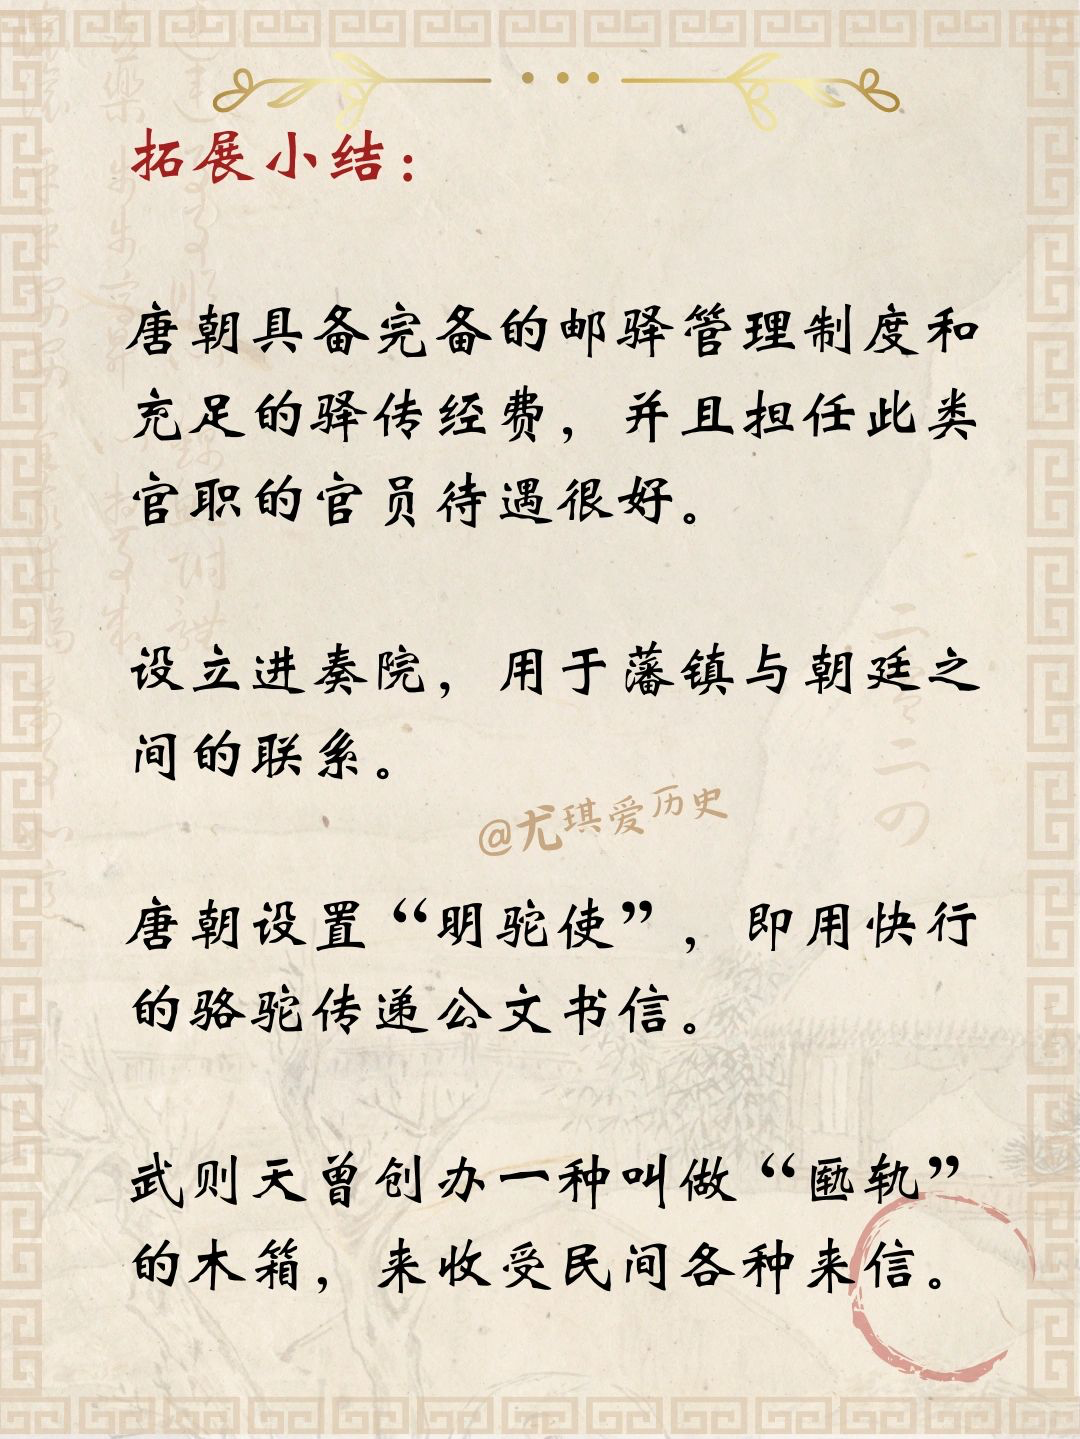 拓展小结：
唐朝具备完备的邮驿管理制度和
充足的驿传经费，并且担任此类
官职的官员待遇很好。
设立进奏院，用于藩镇与朝廷之
间的联系。
@尤琪爱历史
唐朝设置“明驼使”，即用快行
的骆驼传递公文书信。
武则天曾创办一种叫做“匦轨”
的木箱，来收受民间各种来信。